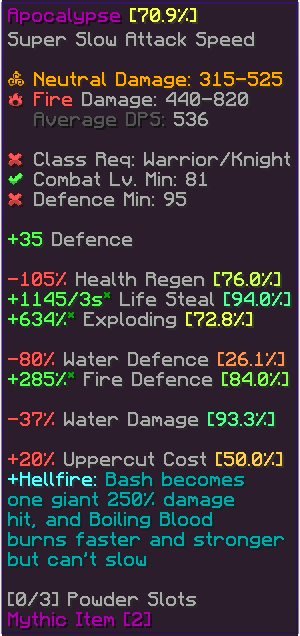 Apocalypse [70.9%]
Super Slow Attack Speed
Neutral Damage: 315-525
Fire Damage: 440-820
Average DPS: 536
✖ Class Req: Warrior/Knight
✔ Combat Lv. Min: 81
✖ Defence Min: 95
+35 Defence
-105% Health Regen [76.0%]
+1145/3s* Life Steal [94.0%]
+634%* Exploding [72.8%]
-80% Water Defence [26.1%]
+285%* Fire Defence [84.0%]
-37% Water Damage [93.3%]
+20% Uppercut Cost [50.0%]
+Hellfire: Bash becomes
one giant 250% damage
hit, and Boiling Blood
burns faster and stronger
but can't slow
[0/3] Powder Slots
Mythic Item [2]